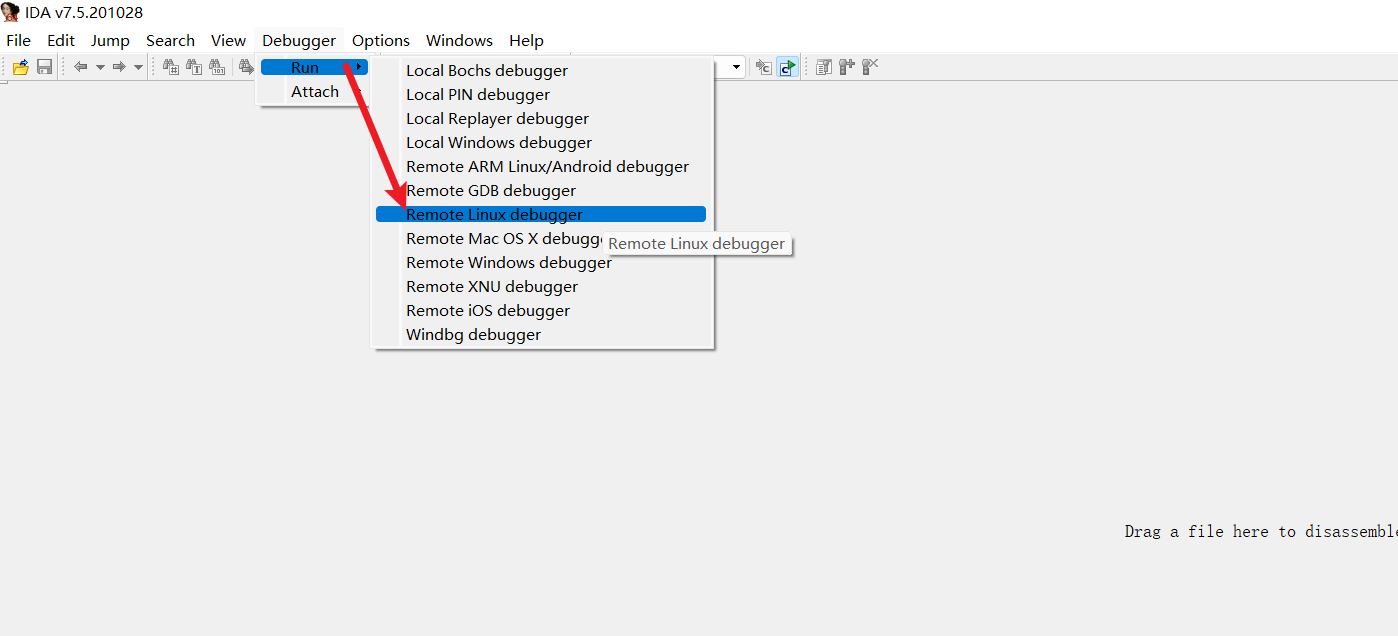 IDA v7.5.201028
File Edit Jump Search View Debugger Options Windows Help
Run
Attach
Local Bochs debugger
Local PIN debugger
Local Replayer debugger
Local Windows debugger
Remote ARM Linux/Android debugger
Remote GDB debugger
Remote Linux debugger
Remote Mac OS X debugge
Remote Linux debugger
Remote Windows debugger
Remote XNU debugger
Remote iOS debugger
Windbg debugger
Drag a file here to disassemble